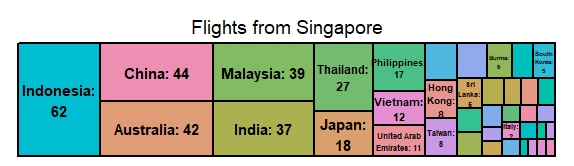 Flights from Singapore
Indonesia:
62
China: 44
Australia: 42
Malaysia: 39
India: 37
Thailand:
27
Japan:
18
Philippines:
17
Vietnam:
12
United Arab
Emirates: 11
Hong
Kong:
8
Taiwan:
8
Burma:
6
Sri
Lanka:
6
South
Korea:
5
Italy:
2